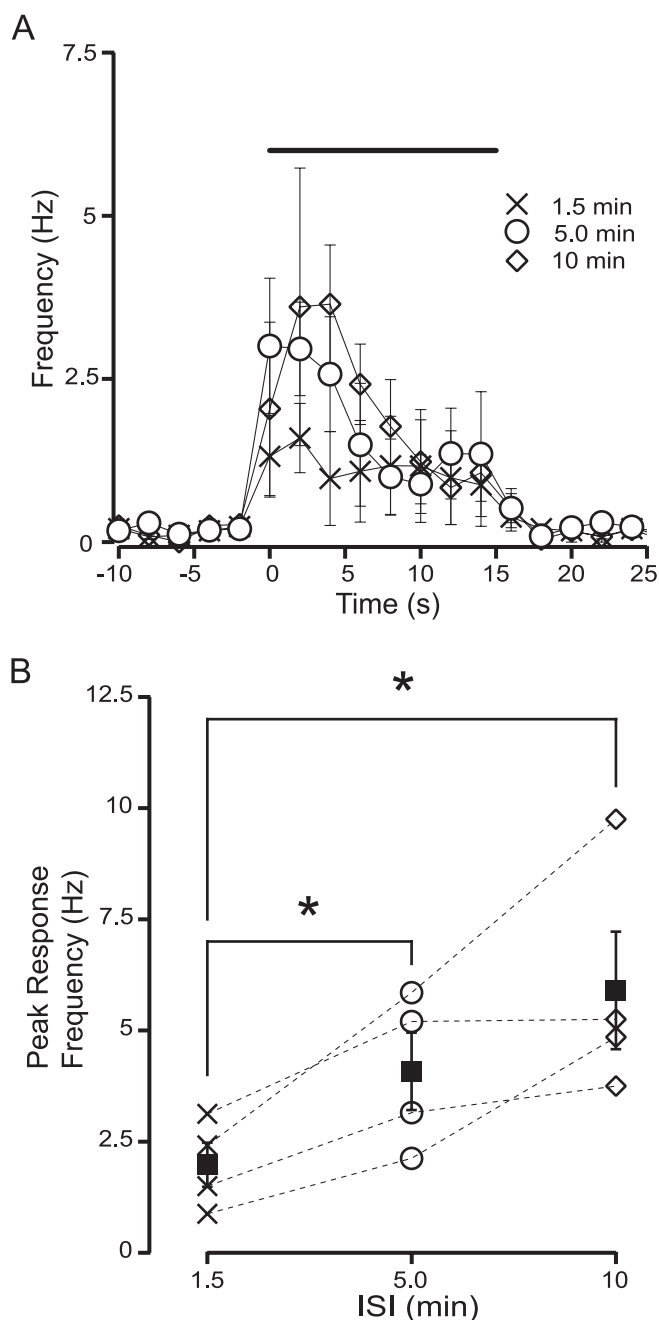 A
7.5
5
2.5
0
Frequency (Hz)
1.5 min
5.0 min
10 min
-10 -5 0 5 10 15 20 25
Time (s)
B
12.5
10
7.5
5
2.5
0
Peak Response
Frequency (Hz)
*
*
1.5 5.0 10
ISI (min)